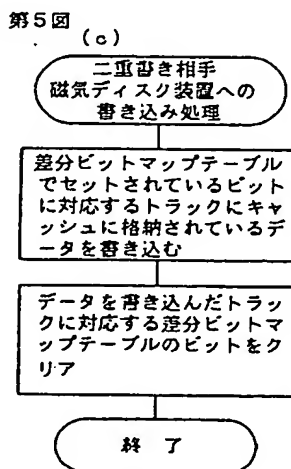 第5図
(c)
二重書き相手
磁気ディスク装置への
書き込み処理
差分ビットマップテーブル
でセットされているビット
に対応するトラックにキャ
ッシュに格納されているデ
ータを書き込む
データを書き込んだトラッ
クに対応する差分ビットマ
ップテーブルのビットをク
リア
終了